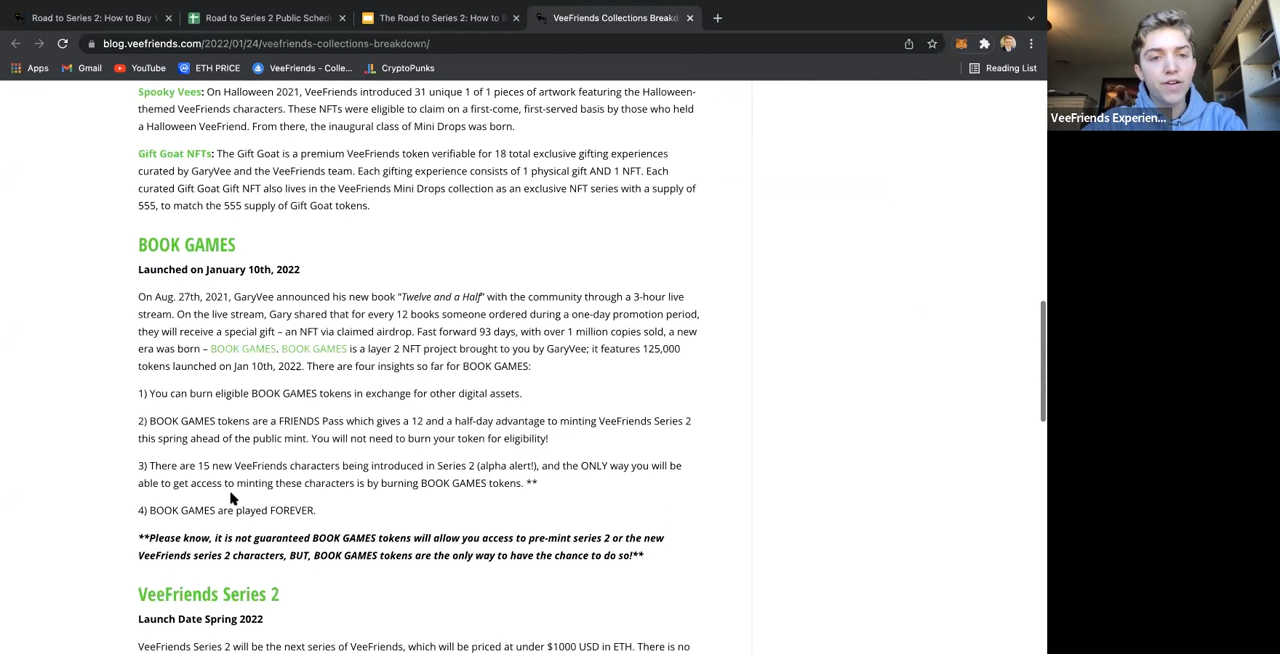 Road to Series 2: How to Buy
Road to Series 2 Public Sched
The Road to Series 2: How to
VeeFriends Collections Breakd
blog.veefriends.com/2022/01/24/veefriends-collections-breakdown/
Apps Gmail YouTube ETH PRICE VeeFriends - Colle... CryptoPunks Reading List
VeeFriends Experien...
Spooky Vees: On Halloween 2021, VeeFriends introduced 31 unique 1 of 1 pieces of artwork featuring the Halloween-
themed VeeFriends characters. These NFTs were eligible to claim on a first-come, first-served basis by those who held
a Halloween VeeFriend. From there, the inaugural class of Mini Drops was born.
Gift Goat NFTs: The Gift Goat is a premium VeeFriends token verifiable for 18 total exclusive gifting experiences
curated by GaryVee and the VeeFriends team. Each gifting experience consists of 1 physical gift AND 1 NFT. Each
curated Gift Goat Gift NFT also lives in the VeeFriends Mini Drops collection as an exclusive NFT series with a supply of
555, to match the 555 supply of Gift Goat tokens.
BOOK GAMES
Launched on January 10th, 2022
On Aug. 27th, 2021, GaryVee announced his new book “Twelve and a Half” with the community through a 3-hour live
stream. On the live stream, Gary shared that for every 12 books someone ordered during a one-day promotion period,
they will receive a special gift – an NFT via claimed airdrop. Fast forward 93 days, with over 1 million copies sold, a new
era was born – BOOK GAMES. BOOK GAMES is a layer 2 NFT project brought to you by GaryVee; it features 125,000
tokens launched on Jan 10th, 2022. There are four insights so far for BOOK GAMES:
1) You can burn eligible BOOK GAMES tokens in exchange for other digital assets.
2) BOOK GAMES tokens are a FRIENDS Pass which gives a 12 and a half-day advantage to minting VeeFriends Series 2
this spring ahead of the public mint. You will not need to burn your token for eligibility!
3) There are 15 new VeeFriends characters being introduced in Series 2 (alpha alert!), and the ONLY way you will be
able to get access to minting these characters is by burning BOOK GAMES tokens. **
4) BOOK GAMES are played FOREVER.
**Please know, it is not guaranteed BOOK GAMES tokens will allow you access to pre-mint series 2 or the new
VeeFriends series 2 characters, BUT, BOOK GAMES tokens are the only way to have the chance to do so!**
VeeFriends Series 2
Launch Date Spring 2022
VeeFriends Series 2 will be the next series of VeeFriends, which will be priced at under $1000 USD in ETH. There is no